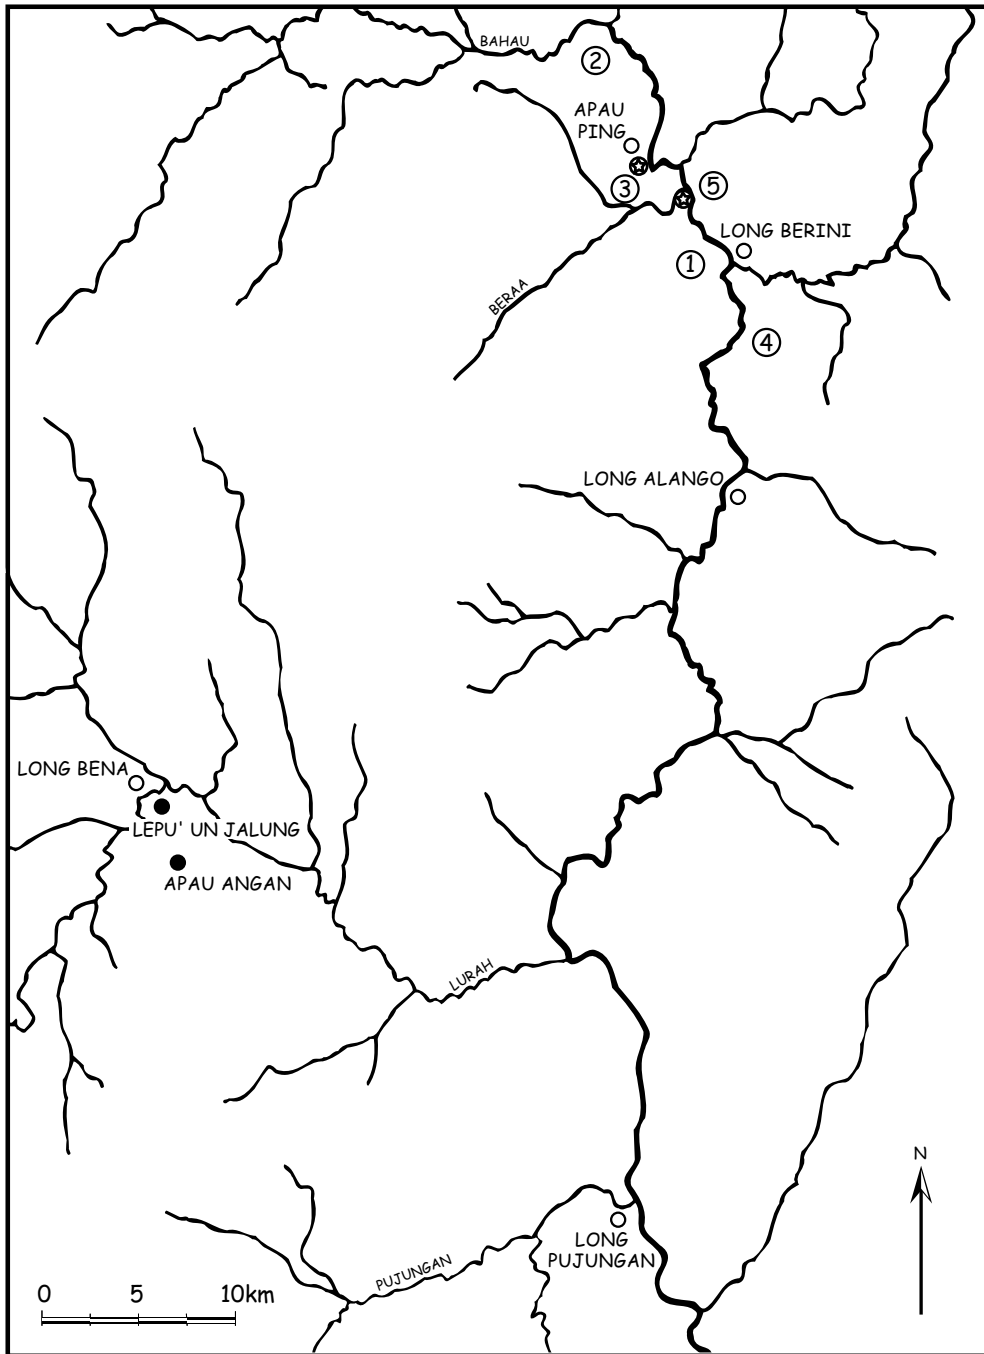 BAHAU
2
APAU
PING
3
5
LONG BERINI
1
BERAA
4
LONG ALANGO
LONG BENA
LEPU' UN JALUNG
APAU ANGAN
LURAH
N
LONG
PUJUNGAN
PUJUNGAN
0 5 10km